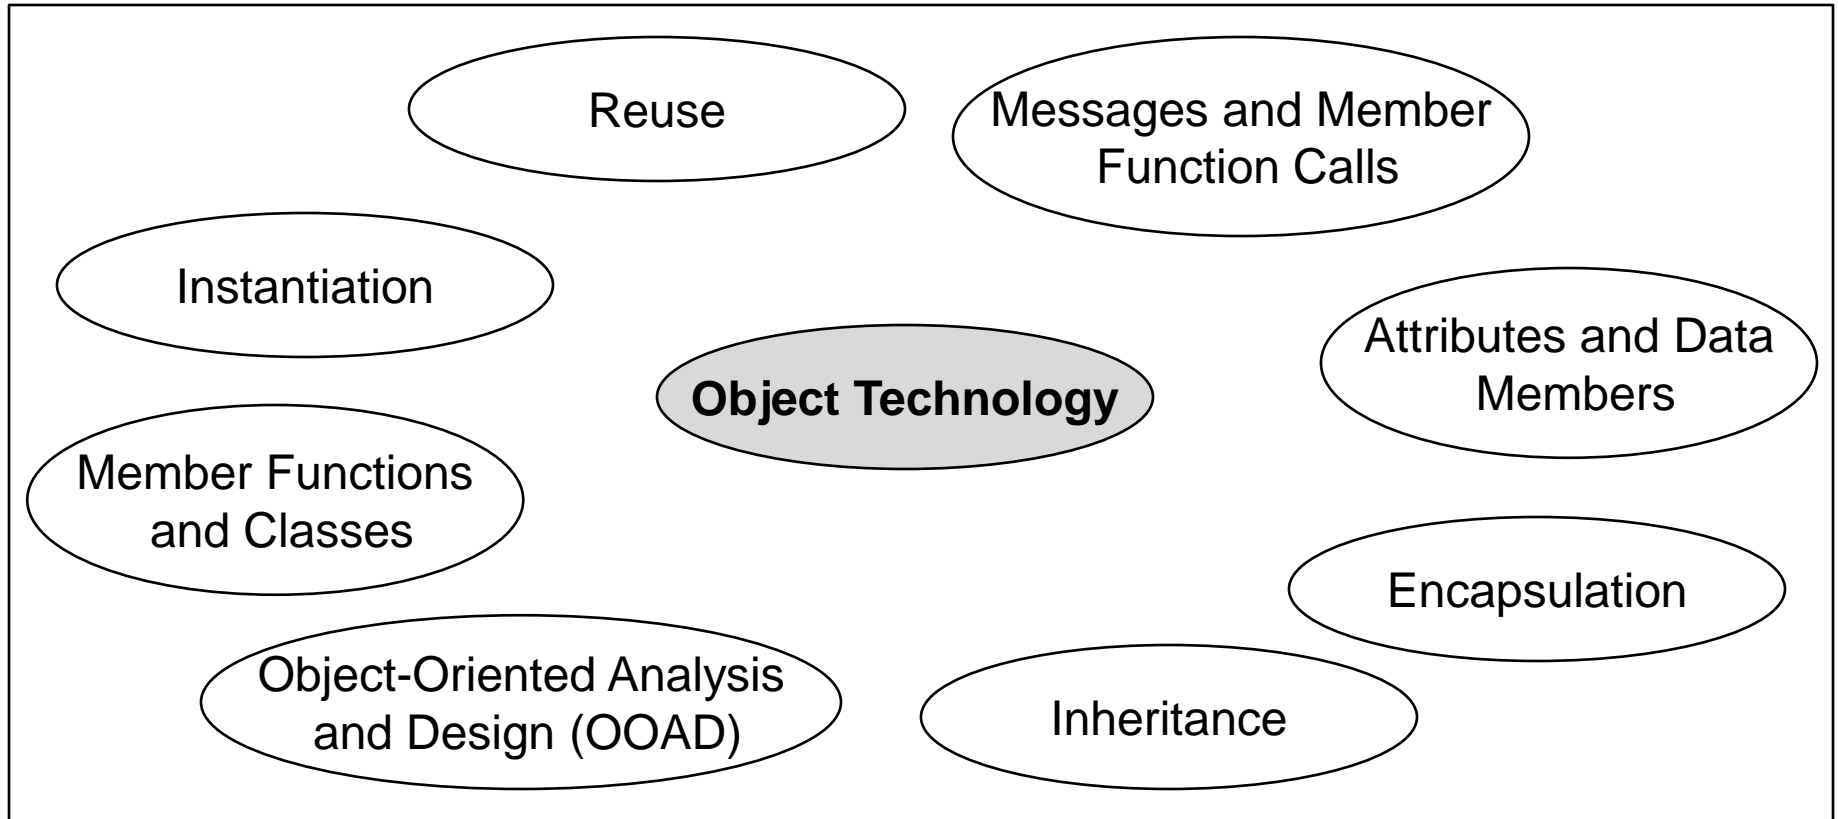 Reuse
Messages and Member
Function Calls
Instantiation
Attributes and Data
Members
Object Technology
Member Functions
and Classes
Encapsulation
Object-Oriented Analysis
and Design (OOAD)
Inheritance